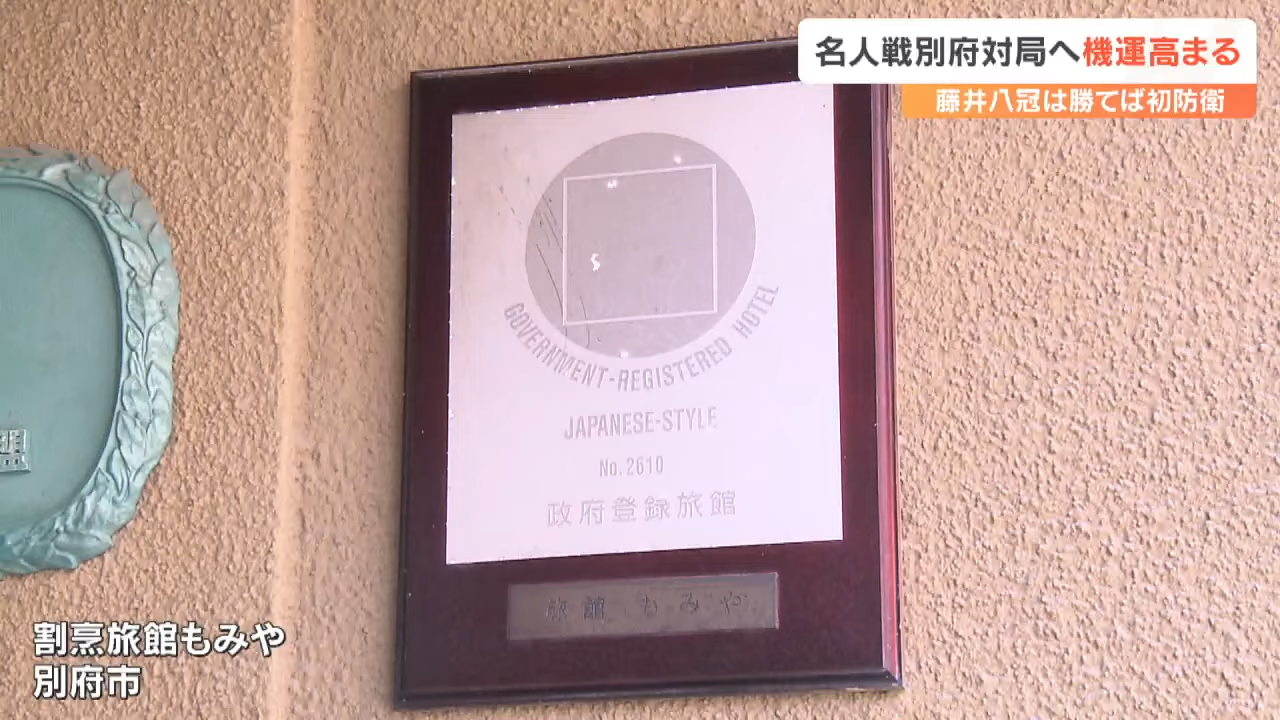 名人戦別府対局へ機運高まる
藤井八冠は勝てば初防衛
GOVERNMENT-REGISTERED HOTEL
JAPANESE-STYLE
No. 2610
政府登録旅館
旅館 もみや
割烹旅館もみや
別府市